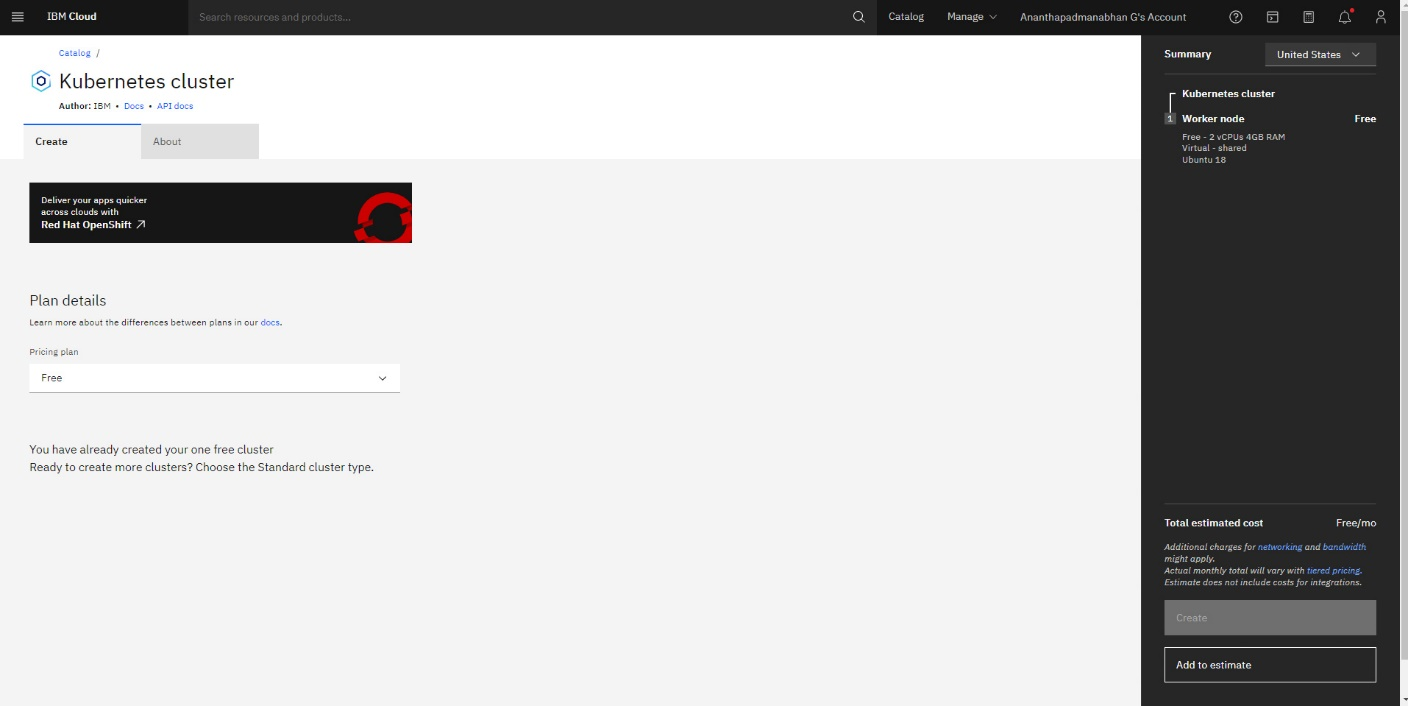 IBM Cloud
Search resources and products...
Catalog
Manage
Ananthapadmanabhan G's Account
Catalog /
Kubernetes cluster
Author: IBM • Docs • API docs
Create
About
Deliver your apps quicker
across clouds with
Red Hat OpenShift
Plan details
Learn more about the differences between plans in our docs.
Pricing plan
Free
You have already created your one free cluster
Ready to create more clusters? Choose the Standard cluster type.
Summary
United States
Kubernetes cluster
1 Worker node Free
Free - 2 vCPUs 4GB RAM
Virtual - shared
Ubuntu 18
Total estimated cost Free/mo
Additional charges for networking and bandwidth
might apply.
Actual monthly total will vary with tiered pricing.
Estimate does not include costs for integrations.
Create
Add to estimate